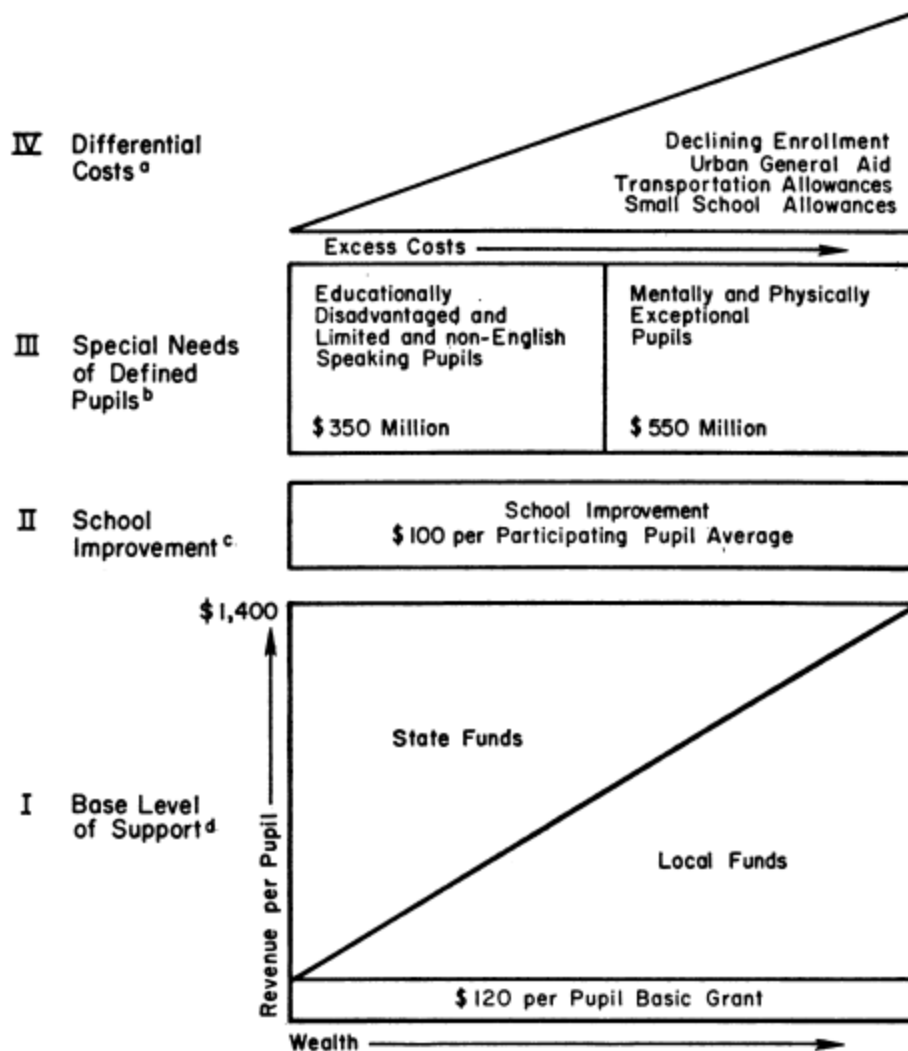 IV Differential
Costs a
Declining Enrollment
Urban General Aid
Transportation Allowances
Small School Allowances
Excess Costs
III Special Needs
of Defined
Pupils b
Educationally
Disadvantaged and
Limited and non-English
Speaking Pupils
$350 Million
Mentally and Physically
Exceptional
Pupils
$550 Million
II School
Improvement c
School Improvement
$100 per Participating Pupil Average
$1,400
Revenue per Pupil
State Funds
I Base Level
of Support d
Local Funds
$120 per Pupil Basic Grant
Wealth